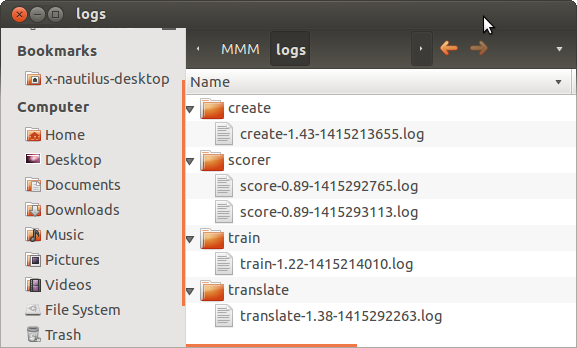 logs
MMM logs
Bookmarks
x-nautilus-desktop
Computer
Home
Desktop
Documents
Downloads
Music
Pictures
Videos
File System
Trash
Name
create
create-1.43-1415213655.log
scorer
score-0.89-1415292765.log
score-0.89-1415293113.log
train
train-1.22-1415214010.log
translate
translate-1.38-1415292263.log